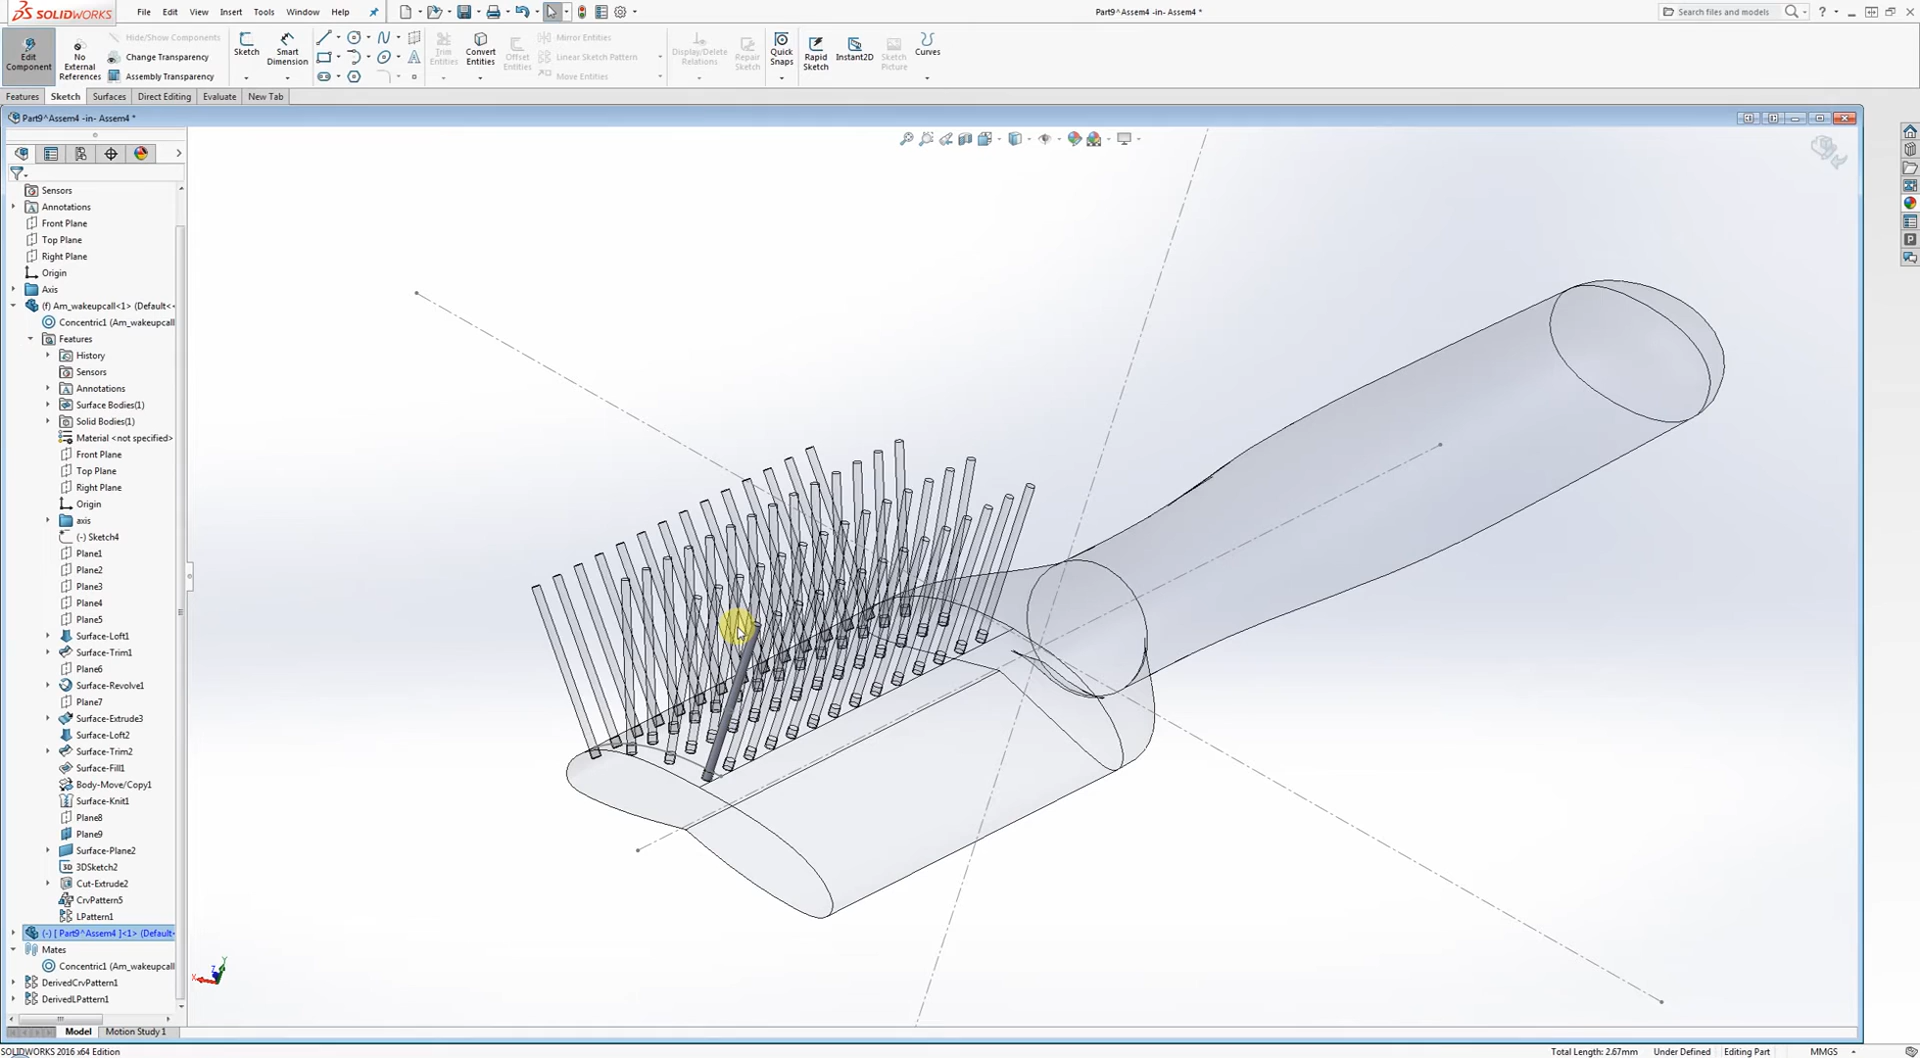 SOLIDWORKS
File Edit View Insert Tools Window Help
Part9^Assem4 -in- Assem4 *
Search files and models
?
Edit Component
No External References
Hide/Show Components
Change Transparency
Assembly Transparency
Sketch
Smart Dimension
Trim Entities
Convert Entities
Offset Entities
Mirror Entities
Linear Sketch Pattern
Move Entities
Display/Delete Relations
Repair Sketch
Quick Snaps
Rapid Sketch
Instant2D
Sketch Picture
Curves
Features Sketch Surfaces Direct Editing Evaluate New Tab
Part9^Assem4 -in- Assem4 *
Sensors
Annotations
Front Plane
Top Plane
Right Plane
Origin
Axis
(f) Am_wakeupcall<1> (Default<
Concentric1 (Am_wakeupcall
Features
History
Sensors
Annotations
Surface Bodies(1)
Solid Bodies(1)
Material <not specified>
Front Plane
Top Plane
Right Plane
Origin
axis
(-) Sketch4
Plane1
Plane2
Plane3
Plane4
Plane5
Surface-Loft1
Surface-Trim1
Plane6
Surface-Revolve1
Plane7
Surface-Extrude3
Surface-Loft2
Surface-Trim2
Surface-Fill1
Body-Move/Copy1
Surface-Knit1
Plane8
Plane9
Surface-Plane2
3D 3DSketch2
Cut-Extrude2
CrvPattern5
LPattern1
(-) [ Part9^Assem4 ]<1> (Default
Mates
Concentric1 (Am_wakeupcall
DerivedCrvPattern1
DerivedLPattern1
X Y Z
Model Motion Study 1
SOLIDWORKS 2016 x64 Edition
Total Length: 2.67mm Under Defined Editing Part MMGS